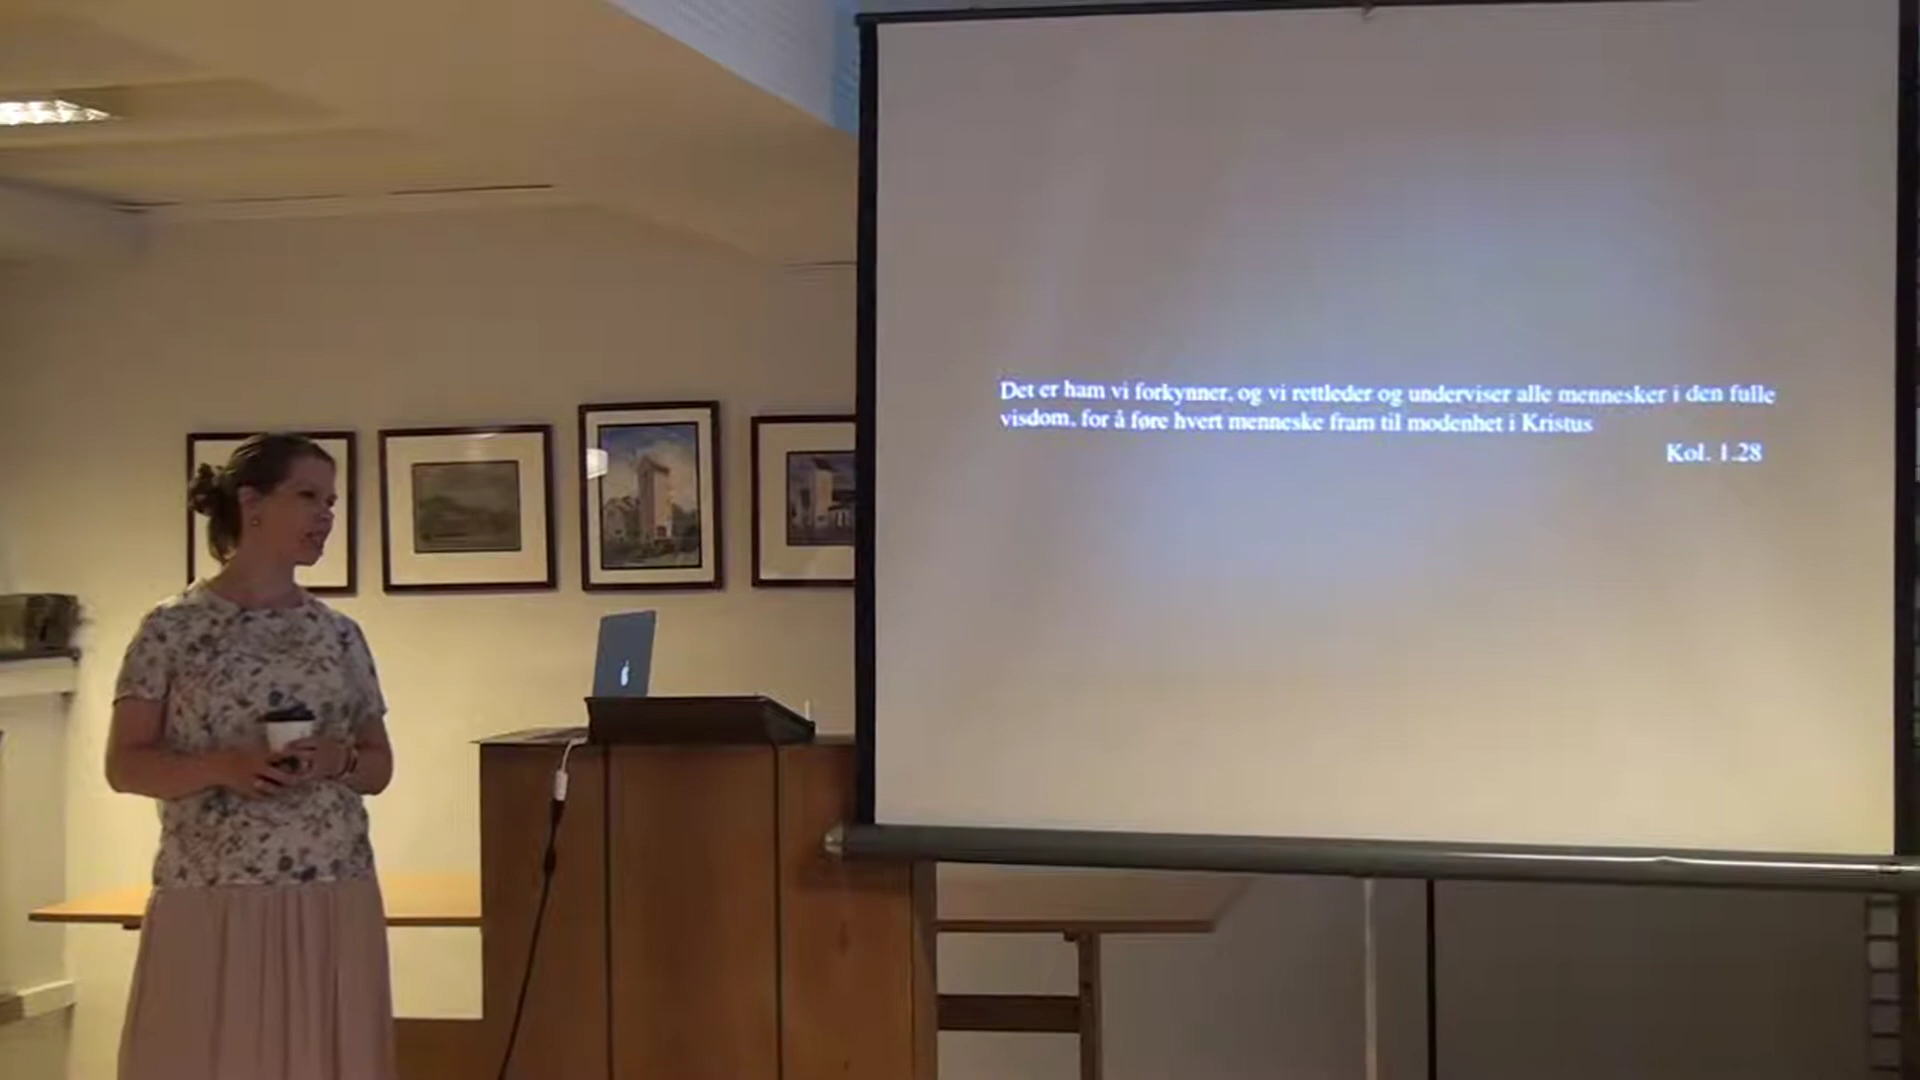 Det er ham vi forkynner, og vi rettleder og underviser alle mennesker i den fulle
visdom, for å føre hvert menneske fram til modenhet i Kristus
Kol. 1.28